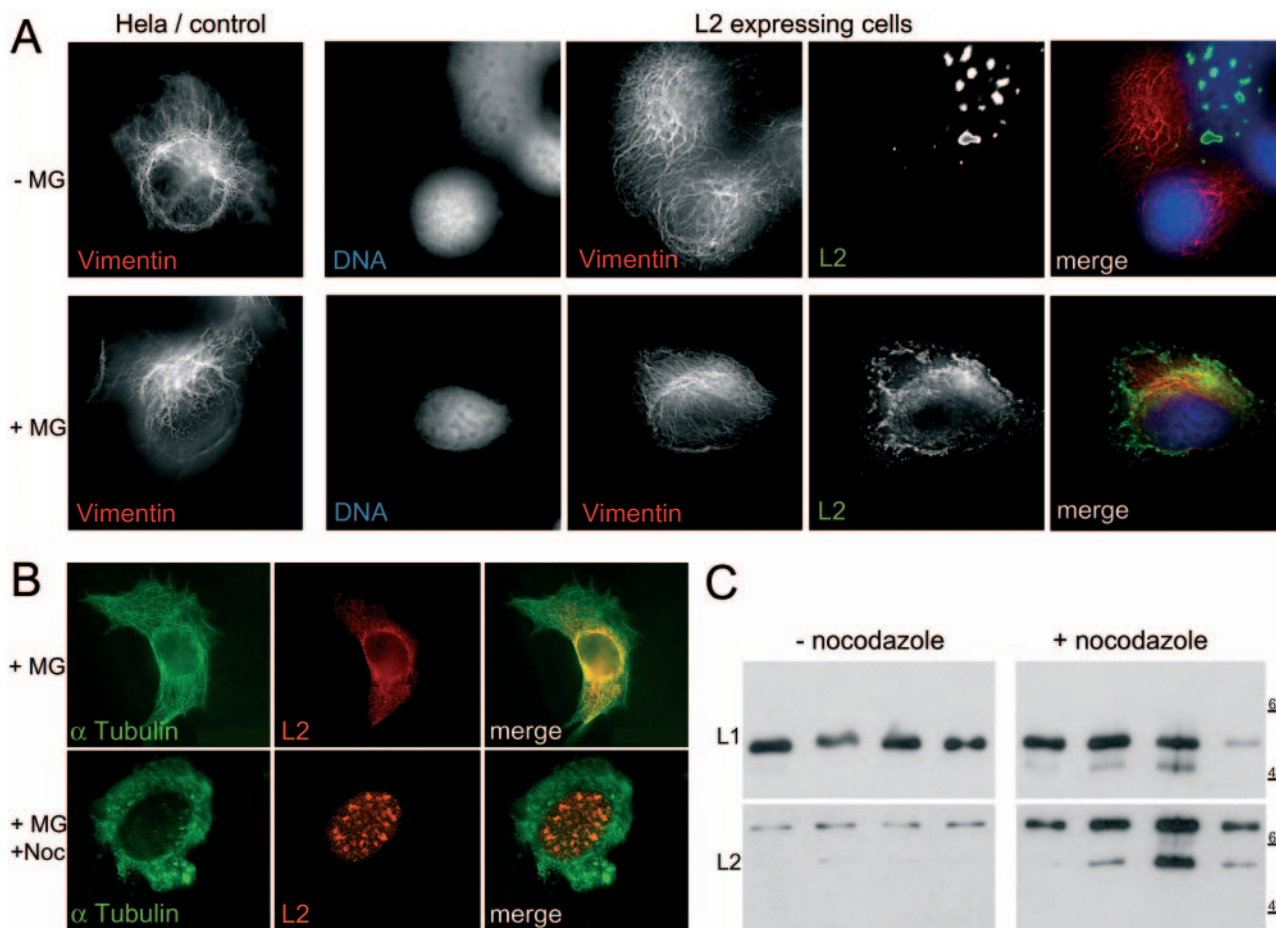 A
Hela / control
L2 expressing cells
- MG
Vimentin
DNA
Vimentin
L2
merge
+ MG
Vimentin
DNA
Vimentin
L2
merge
B
+ MG
α Tubulin
L2
merge
+ MG
+Noc
α Tubulin
L2
merge
C
- nocodazole
+ nocodazole
L1
6
4
L2
6
4